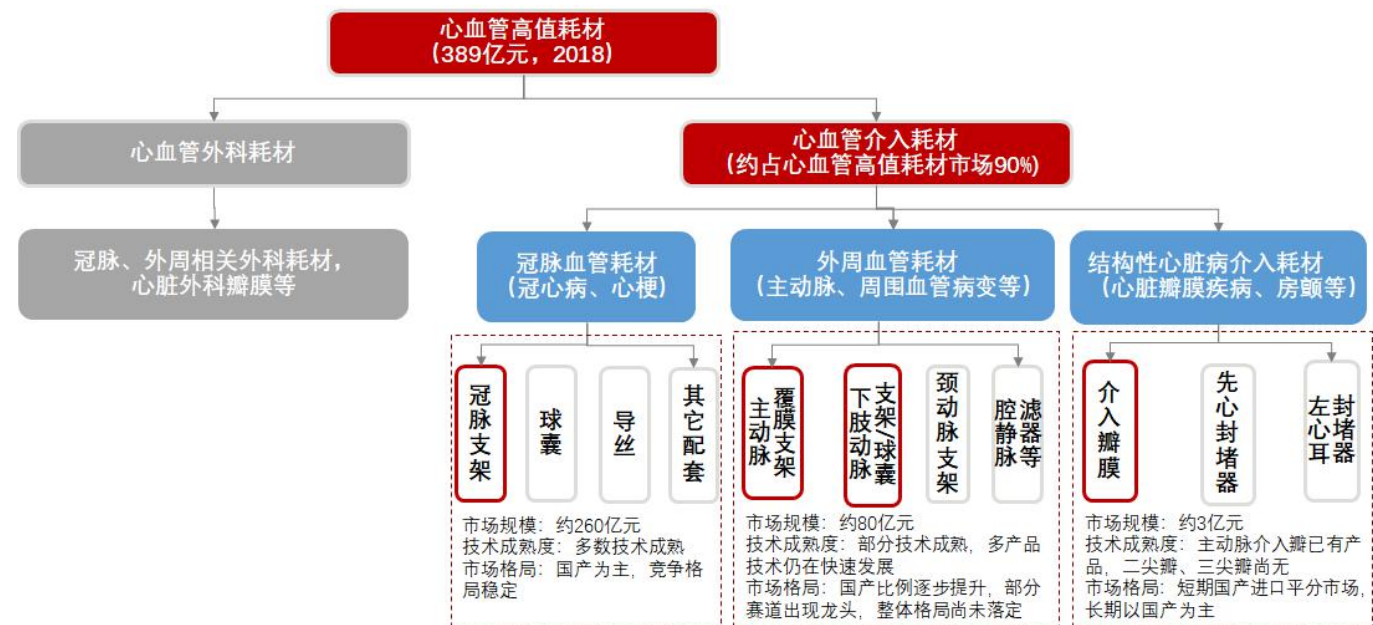 心血管高值耗材
(389亿元，2018)
心血管外科耗材
心血管介入耗材
(约占心血管高值耗材市场90%)
冠脉、外周相关外科耗材，
心脏外科瓣膜等
冠脉血管耗材
(冠心病、心梗)
外周血管耗材
(主动脉、周围血管病变等)
结构性心脏病介入耗材
(心脏瓣膜疾病、房颤等)
冠脉支架
球囊
导丝
其它配套
主动脉
覆膜支架
下肢动脉
支架/球囊
颈动脉支架
腔静脉
滤器等
介入瓣膜
先心封堵器
左心耳
封堵器
市场规模：约260亿元
技术成熟度：多数技术成熟
市场格局：国产为主，竞争格
局稳定
市场规模：约80亿元
技术成熟度：部分技术成熟，多产品
技术仍在快速发展
市场格局：国产比例逐步提升，部分
赛道出现龙头，整体格局尚未落定
市场规模：约3亿元
技术成熟度：主动脉介入瓣已有产
品，二尖瓣、三尖瓣尚无
市场格局：短期国产进口平分市场，
长期以国产为主